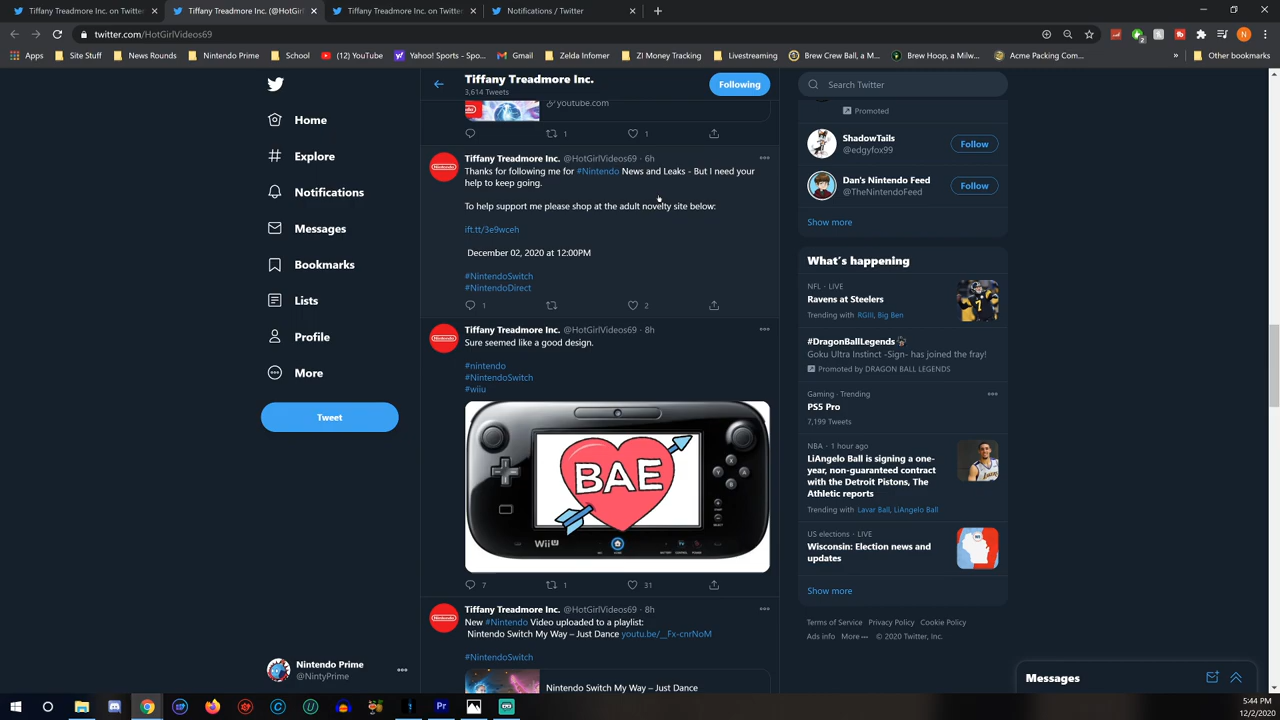 Tiffany Treadmore Inc. on Twitter:
Tiffany Treadmore Inc. (@HotGirl
Tiffany Treadmore Inc. on Twitter:
Notifications / Twitter
twitter.com/HotGirlVideos69
Apps
School
News Rounds
Nintendo Prime
School
(12) YouTube
Yahoo! Sports - Spo...
Gmail
Zelda Infomer
ZI Money Tracking
Livestreaming
Brew Crew Ball, a M...
Brew Hoop, a Milw...
Acme Packing Com...
Other bookmarks
Home
Explore
Notifications
Messages
Bookmarks
Lists
Profile
More
Tweet
Nintendo Prime
@NintyPrime
Tiffany Treadmore Inc.
3,614 Tweets
Following
youtube.com
1
1
Tiffany Treadmore Inc. @HotGirlVideos69 · 6h
Thanks for following me for #Nintendo News and Leaks - But I need your
help to keep going.
To help support me please shop at the adult novelty site below:
ift.tt/3e9wceh
December 02, 2020 at 12:00PM
#NintendoSwitch
#NintendoDirect
1
2
Tiffany Treadmore Inc. @HotGirlVideos69 · 8h
Sure seemed like a good design.
#nintendo
#NintendoSwitch
#wiiu
BAE
Wii U
7
1
31
Tiffany Treadmore Inc. @HotGirlVideos69 · 8h
New #Nintendo Video uploaded to a playlist:
Nintendo Switch My Way – Just Dance youtu.be/__Fx-cnrNoM
#NintendoSwitch
Nintendo Switch My Way – Just Dance
Search Twitter
Promoted
ShadowTails
@edgyfox99
Follow
Dan's Nintendo Feed
@TheNintendoFeed
Follow
Show more
What's happening
NFL · LIVE
Ravens at Steelers
Trending with RGIII, Big Ben
#DragonBallLegends
Goku Ultra Instinct -Sign- has joined the fray!
Promoted by DRAGON BALL LEGENDS
Gaming · Trending
PS5 Pro
7,199 Tweets
NBA · 1 hour ago
LiAngelo Ball is signing a one-
year, non-guaranteed contract
with the Detroit Pistons, The
Athletic reports
Trending with Lavar Ball, LiAngelo Ball
US elections · LIVE
Wisconsin: Election news and
updates
Show more
Terms of Service Privacy Policy Cookie Policy
Ads info More © 2020 Twitter, Inc.
Messages
5:44 PM
12/2/2020